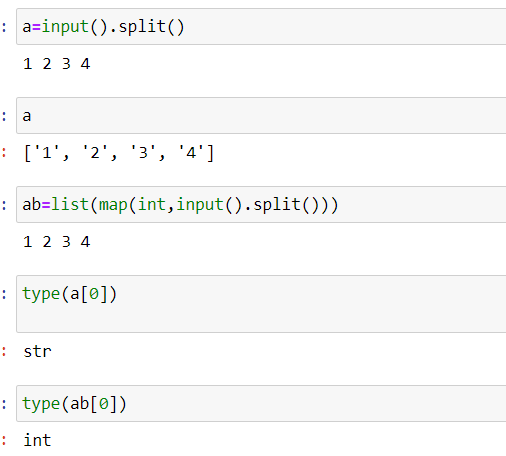 : a=input().split()
1 2 3 4
: a
: ['1', '2', '3', '4']
: ab=list(map(int,input().split()))
1 2 3 4
: type(a[0])
: str
: type(ab[0])
: int